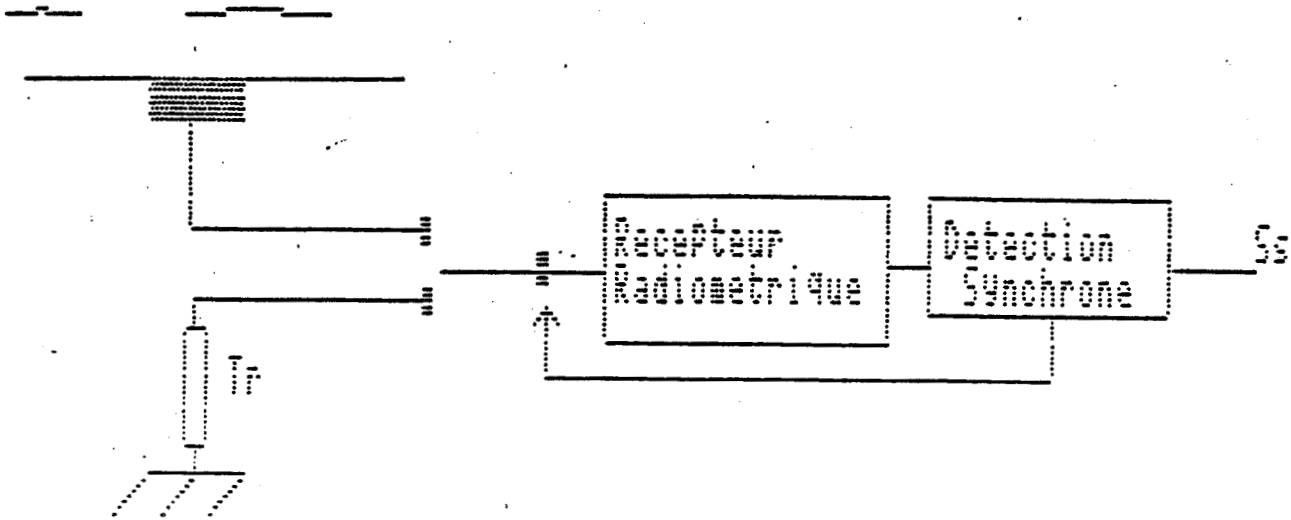 Recepteur
Radiometrique
Detection
Synchrone
Ss
Tr